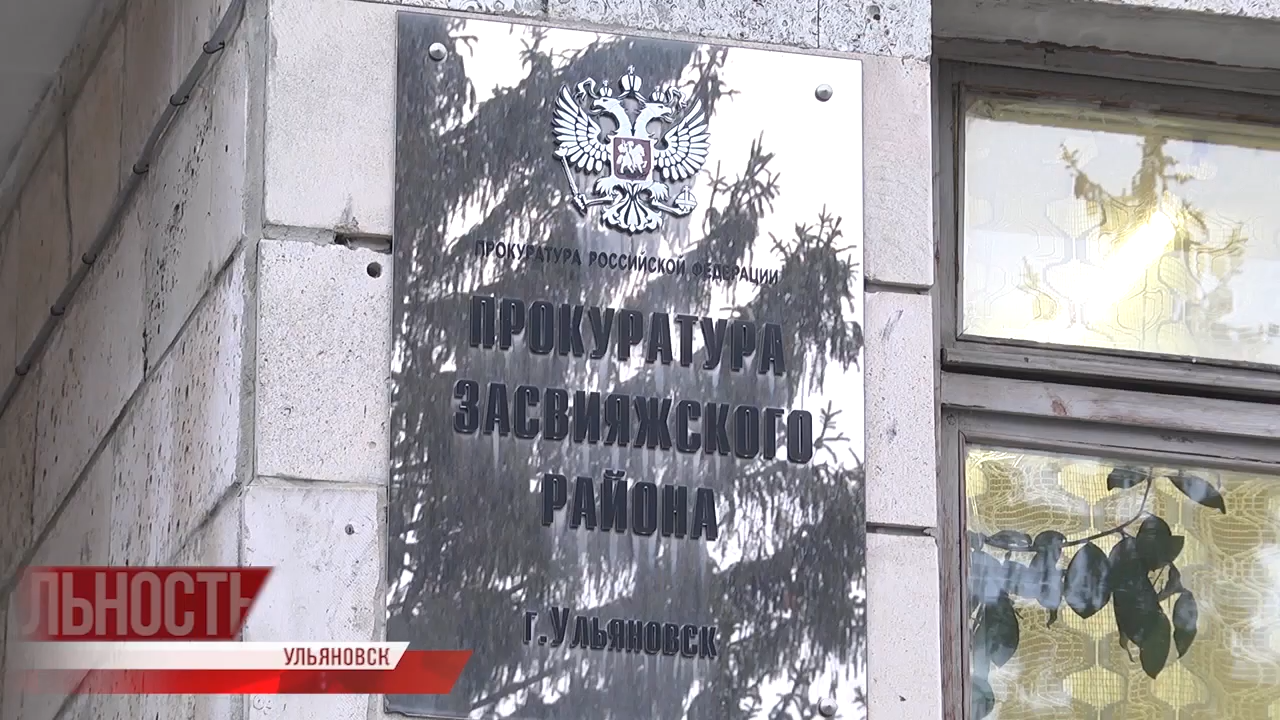 ПРОКУРАТУРА РОССИЙСКОЙ ФЕДЕРАЦИИ
ПРОКУРАТУРА
ЗАСВИЯЖСКОГО
РАЙОНА
г. Ульяновск
ЛЬНОСТЬ
УЛЬЯНОВСК